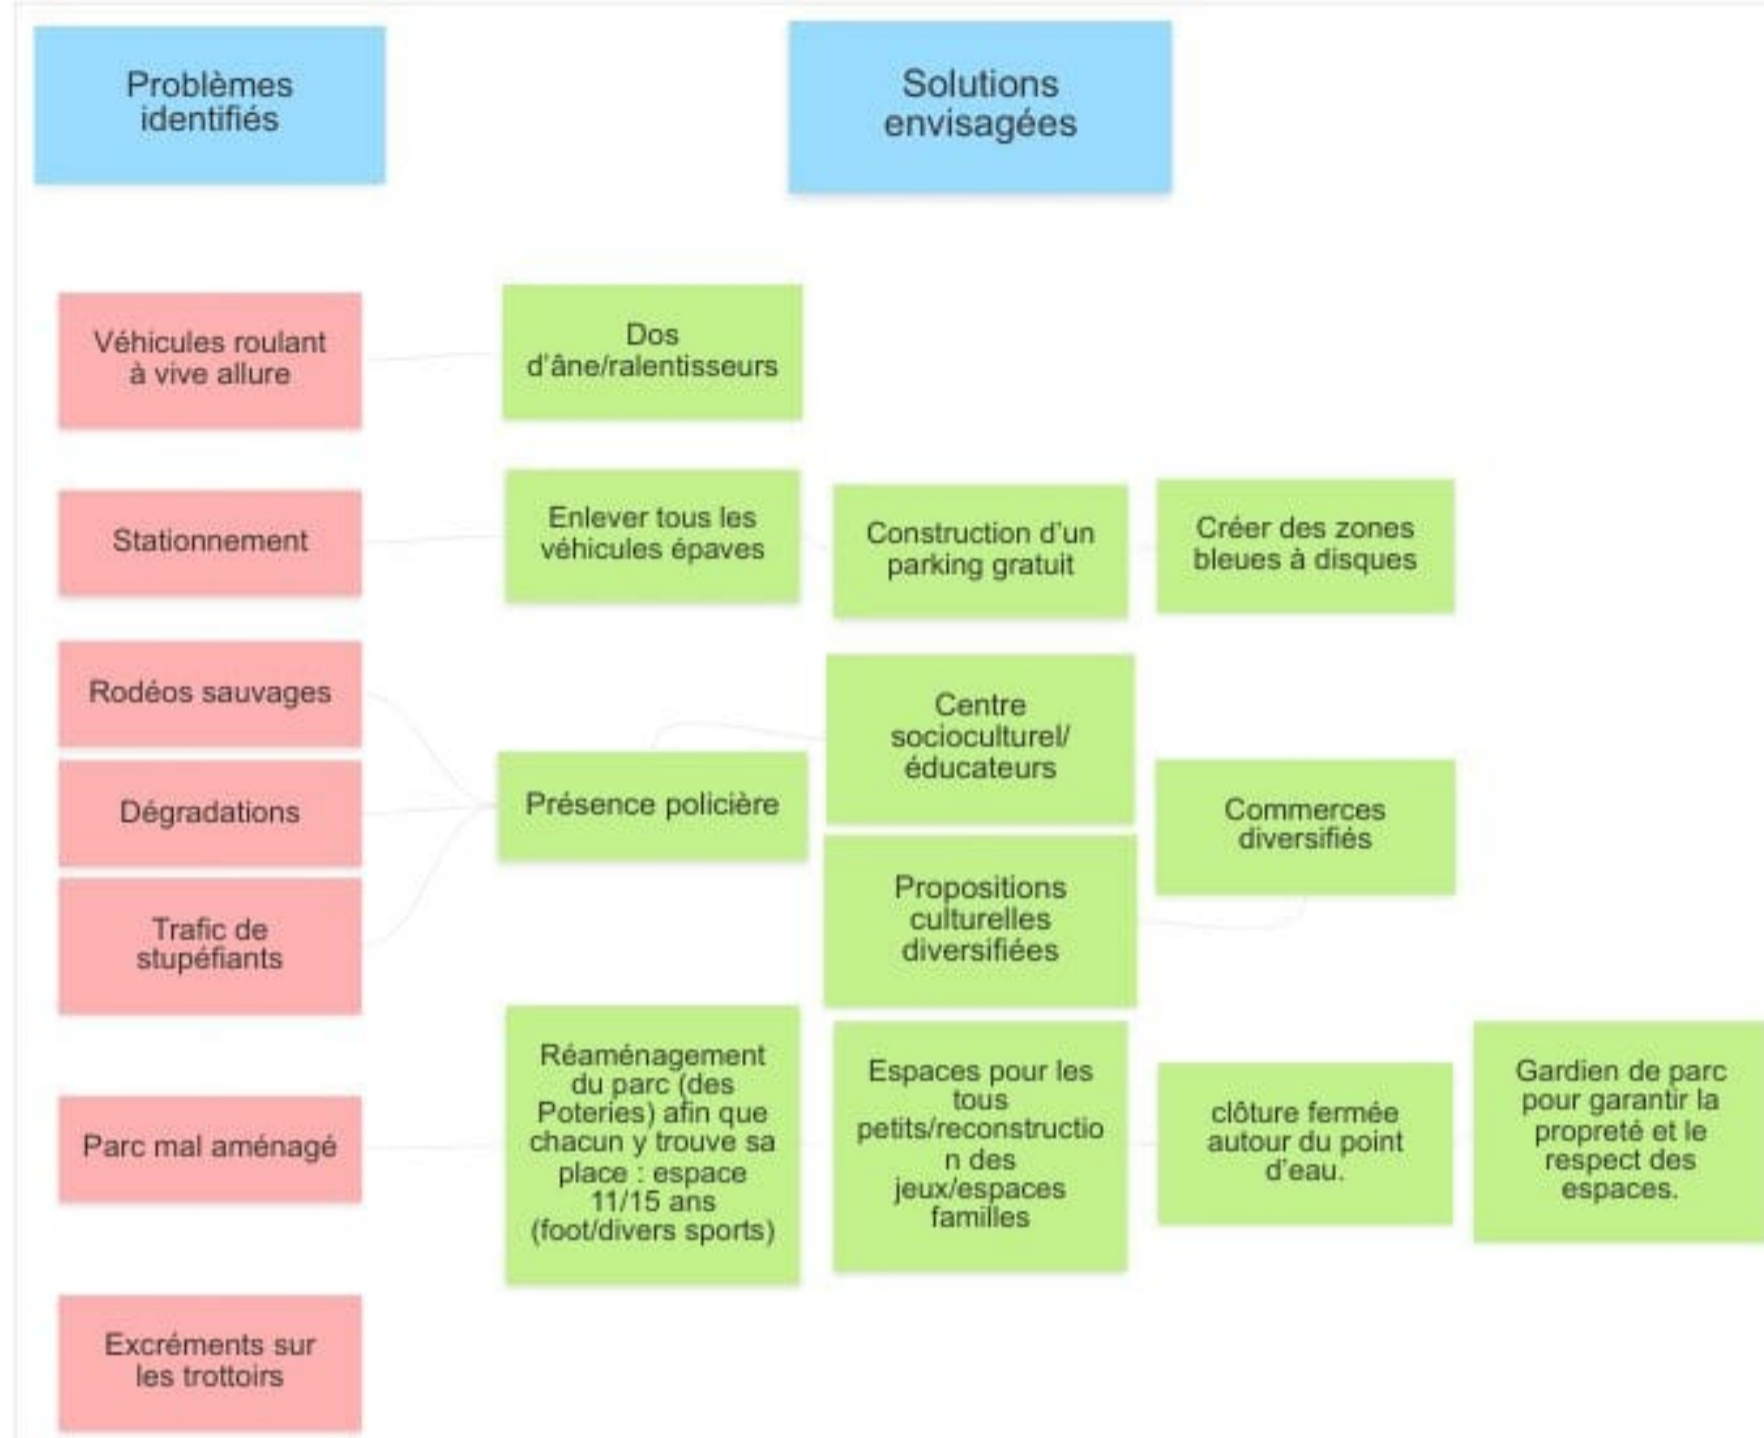 Problèmes
identifiés
Solutions
envisagées
Véhicules roulant
à vive allure
Dos
d'âne/ralentisseurs
Stationnement
Enlever tous les
véhicules épaves
Construction d'un
parking gratuit
Créer des zones
bleues à disques
Rodéos sauvages
Dégradations
Trafic de
stupéfiants
Présence policière
Centre
socioculturel/
éducateurs
Propositions
culturelles
diversifiées
Commerces
diversifiés
Parc mal aménagé
Réaménagement
du parc (des
Poteries) afin que
chacun y trouve sa
place : espace
11/15 ans
(foot/divers sports)
Espaces pour les
tous
petits/reconstructio
n des
jeux/espaces
familles
clôture fermée
autour du point
d'eau.
Gardien de parc
pour garantir la
propreté et le
respect des
espaces.
Excréments sur
les trottoirs